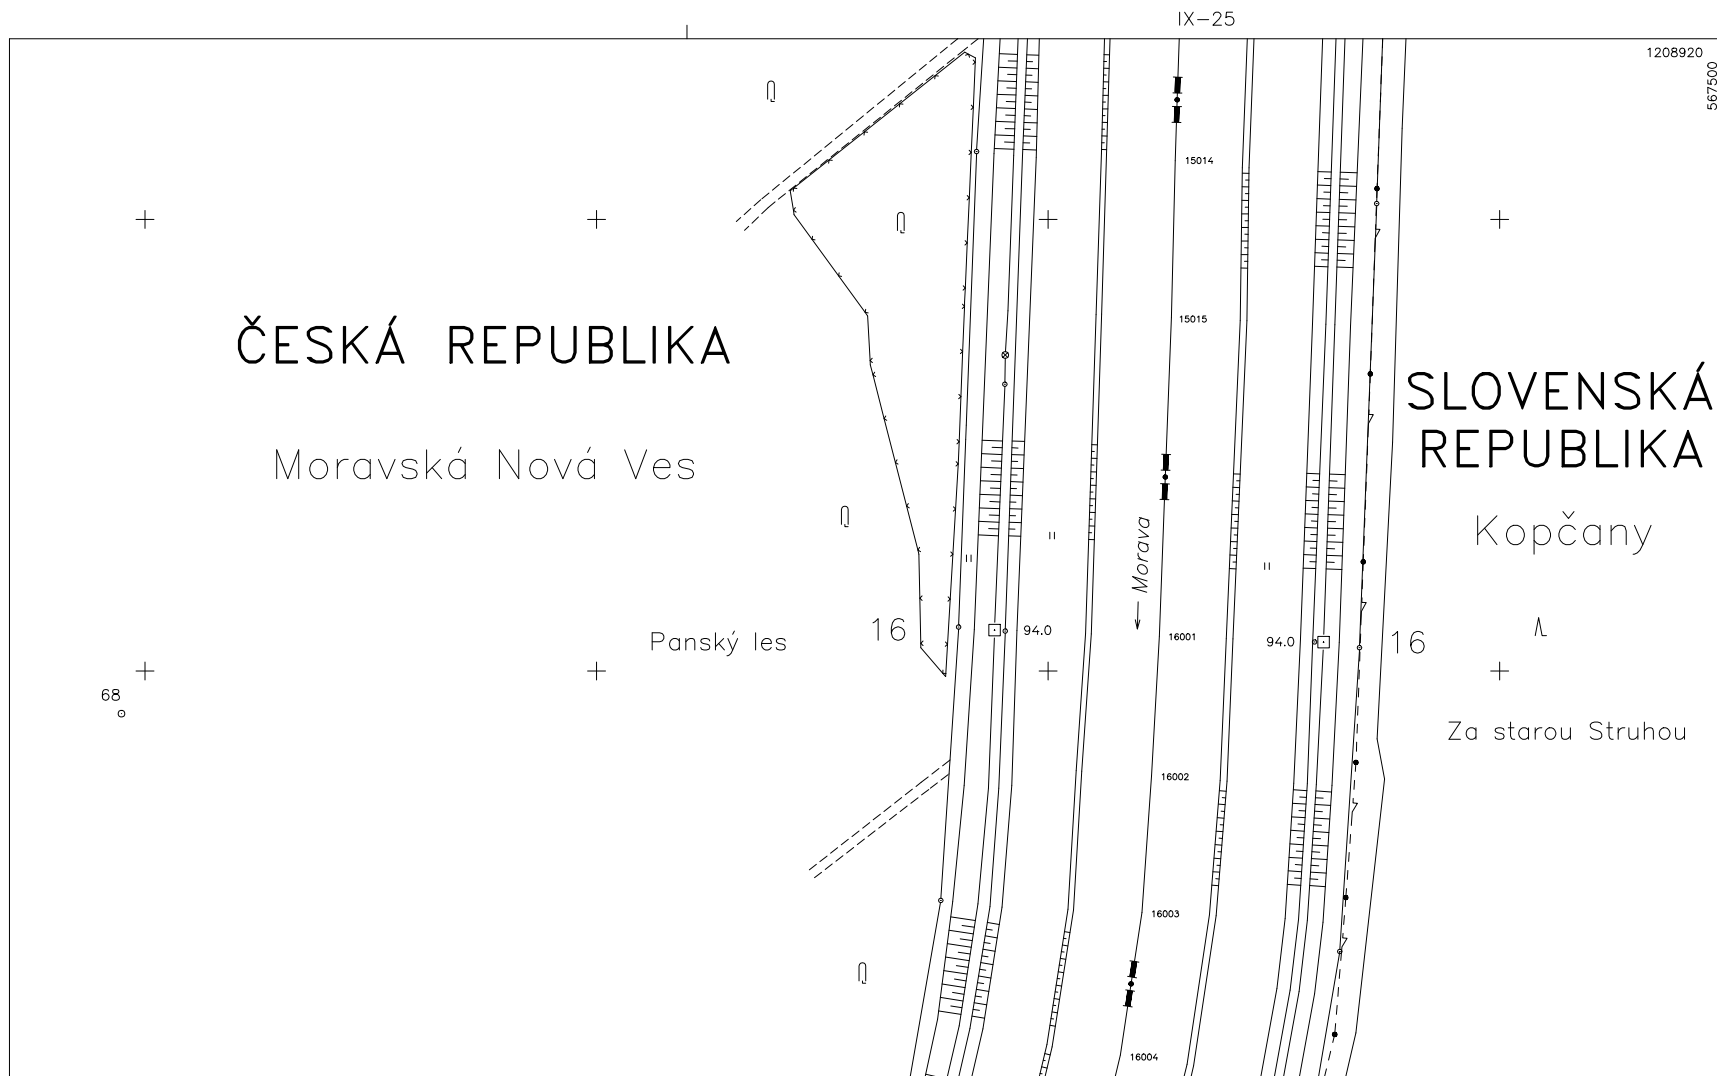 IX-25
1208920
567500
15014
15015
ČESKÁ REPUBLIKA
SLOVENSKÁ
REPUBLIKA
Moravská Nová Ves
Kopčany
Morava
Panský les
16
94.0
16001
94.0
16
68
Za starou Struhou
16002
16003
16004